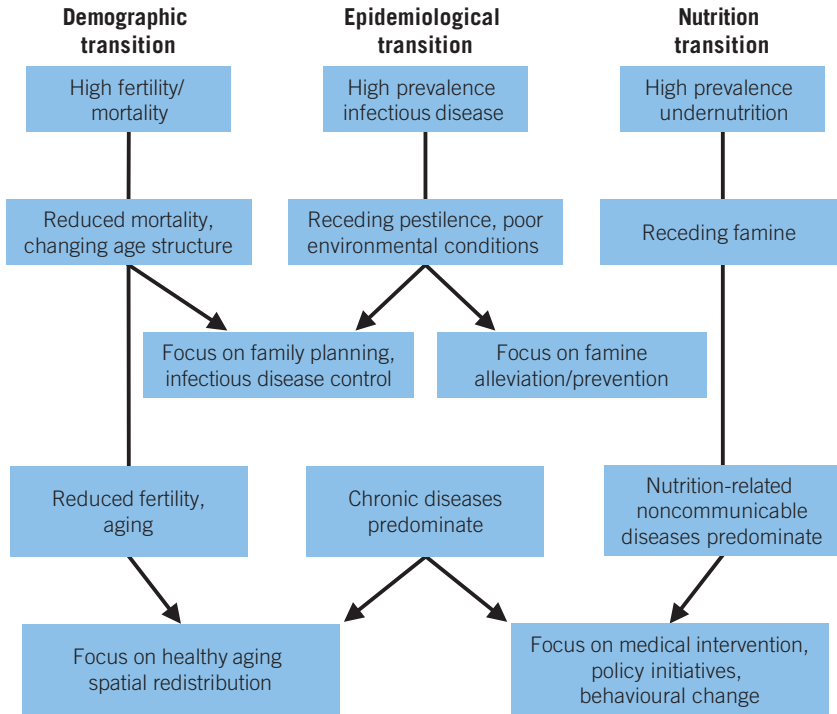 Demographic
transition
Epidemiological
transition
Nutrition
transition
High fertility/
mortality
High prevalence
infectious disease
High prevalence
undernutrition
Reduced mortality,
changing age structure
Receding pestilence, poor
environmental conditions
Receding famine
Focus on family planning,
infectious disease control
Focus on famine
alleviation/prevention
Reduced fertility,
aging
Chronic diseases
predominate
Nutrition-related
noncommunicable
diseases predominate
Focus on healthy aging
spatial redistribution
Focus on medical intervention,
policy initiatives,
behavioural change